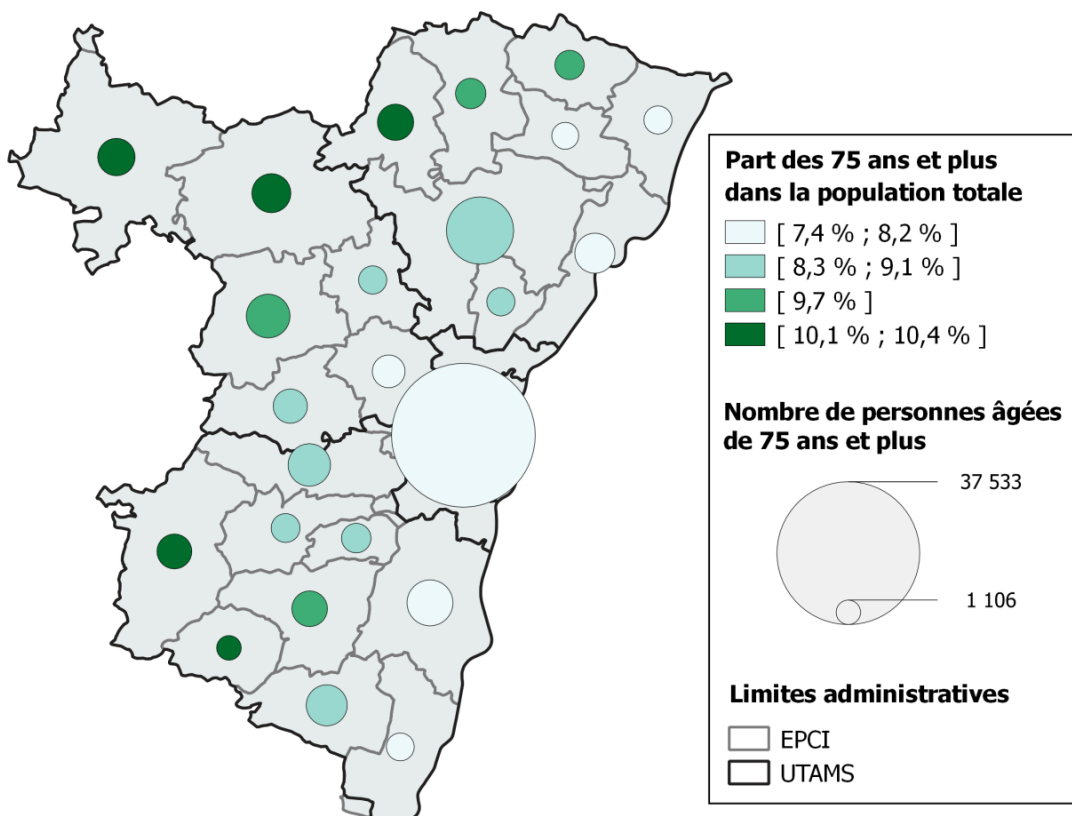 Part des 75 ans et plus
dans la population totale
[ 7,4 % ; 8,2 % ]
[ 8,3 % ; 9,1 % ]
[ 9,7 % ]
[ 10,1 % ; 10,4 % ]
Nombre de personnes âgées
de 75 ans et plus
37 533
1 106
Limites administratives
EPCI
UTAMS